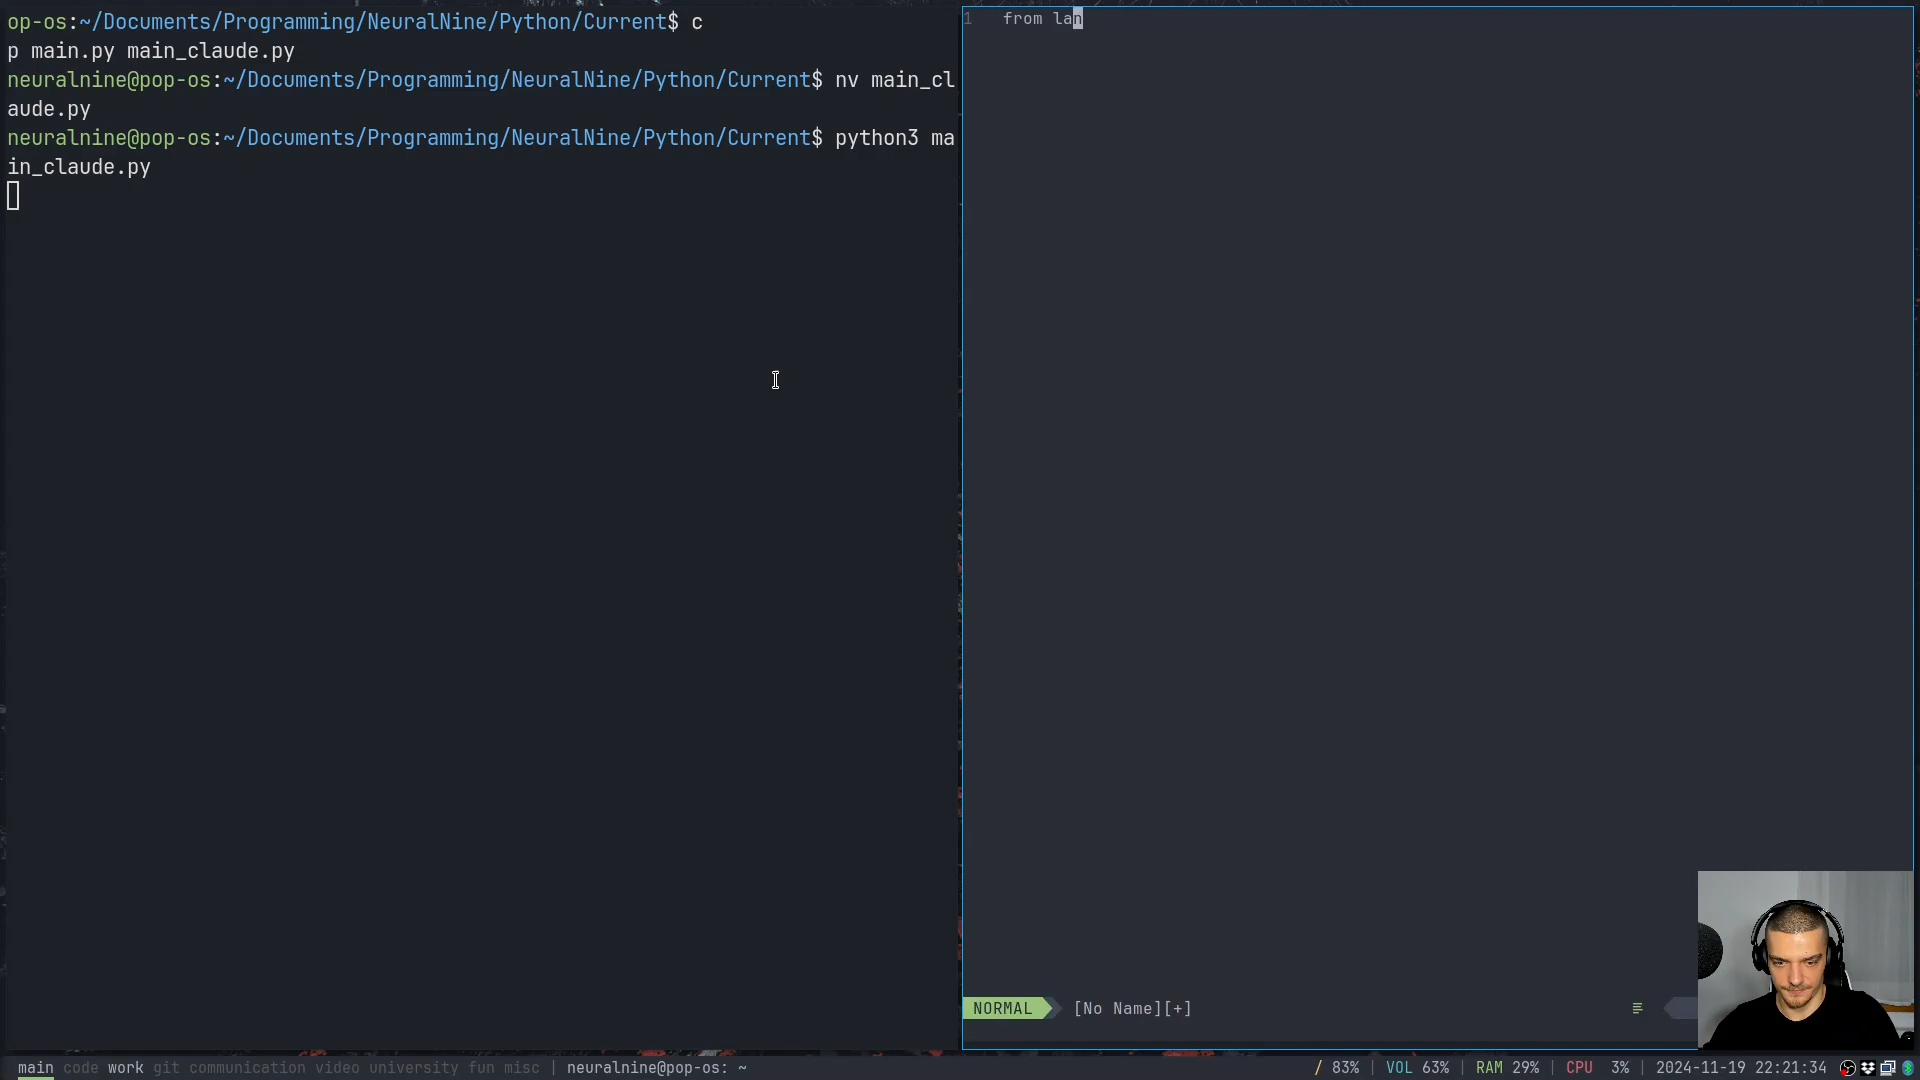 op-os:~/Documents/Programming/NeuralNine/Python/Current$ c
p main.py main_claude.py
neuralnine@pop-os:~/Documents/Programming/NeuralNine/Python/Current$ nv main_cl
aude.py
neuralnine@pop-os:~/Documents/Programming/NeuralNine/Python/Current$ python3 ma
in_claude.py
1 from lan
NORMAL [No Name][+]
main code work git communication video university fun misc | neuralnine@pop-os: ~
/ 83% | VOL 63% | RAM 29% | CPU 3% | 2024-11-19 22:21:34